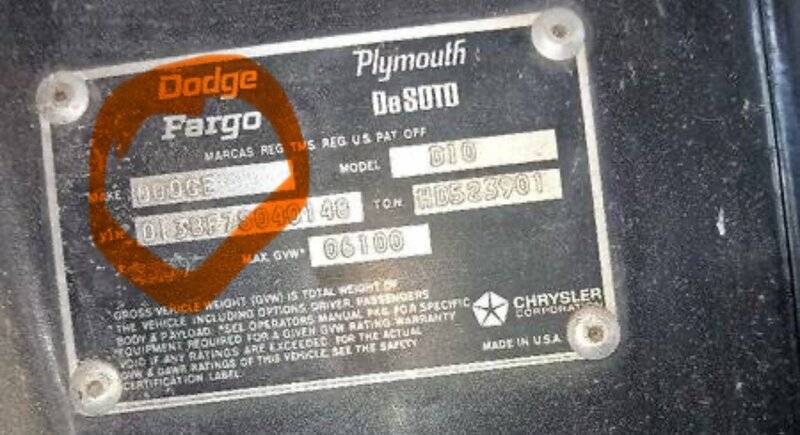 Dodge Plymouth
Fargo DeSOTO
MARCAS REG. TMS. REG. U.S. PAT. OFF
MAKE DODGE MODEL D10
VIN T.O.N. HD523901
MAX. GVW* 06100
GROSS VEHICLE WEIGHT (GVW) IS TOTAL WEIGHT OF
THE VEHICLE INCLUDING OPTIONS, DRIVER, PASSENGERS
BODY & PAYLOAD. *SEE OPERATORS MANUAL PKG. FOR SPECIFIC
EQUIPMENT REQUIRED FOR A GIVEN GVW RATING. WARRANTY
VOID IF ANY RATINGS ARE EXCEEDED. FOR THE ACTUAL
GVW & GAWR RATINGS OF THIS VEHICLE, SEE THE SAFETY
CERTIFICATION LABEL.
CHRYSLER
CORPORATION
MADE IN U.S.A.